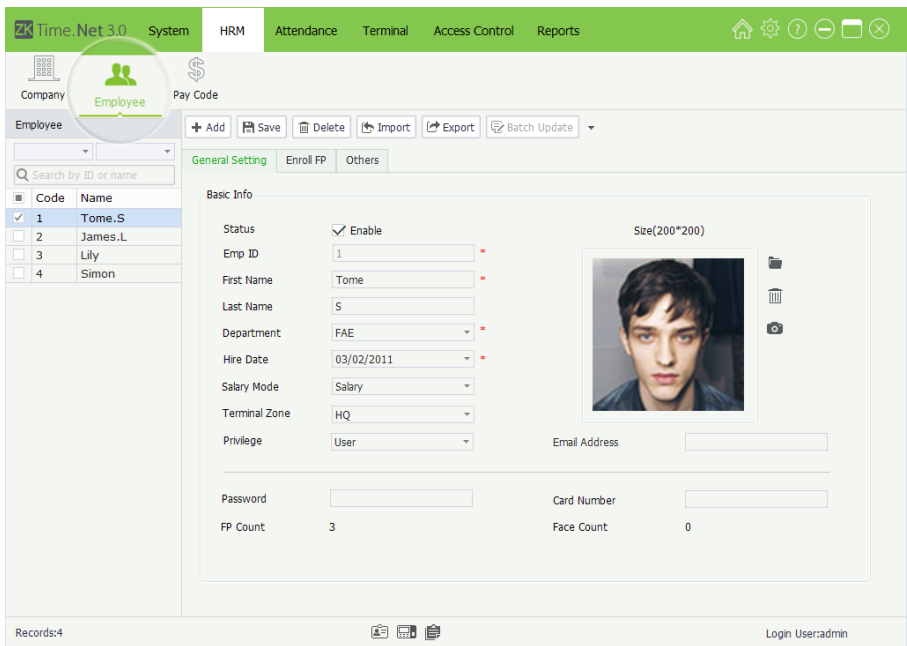 ZK Time.Net 3.0 System HRM Attendance Terminal Access Control Reports
Company Employee Pay Code
Employee
Add Save Delete Import Export Batch Update
Search by ID or name
General Setting Enroll FP Others
Code Name
1 Tome.S
2 James.L
3 Lily
4 Simon
Basic Info
Status Enable Size(200*200)
Emp ID 1 *
First Name Tome *
Last Name S
Department FAE *
Hire Date 03/02/2011 *
Salary Mode Salary
Terminal Zone HQ
Privilege User Email Address
Password Card Number
FP Count 3 Face Count 0
Records:4 Login User:admin